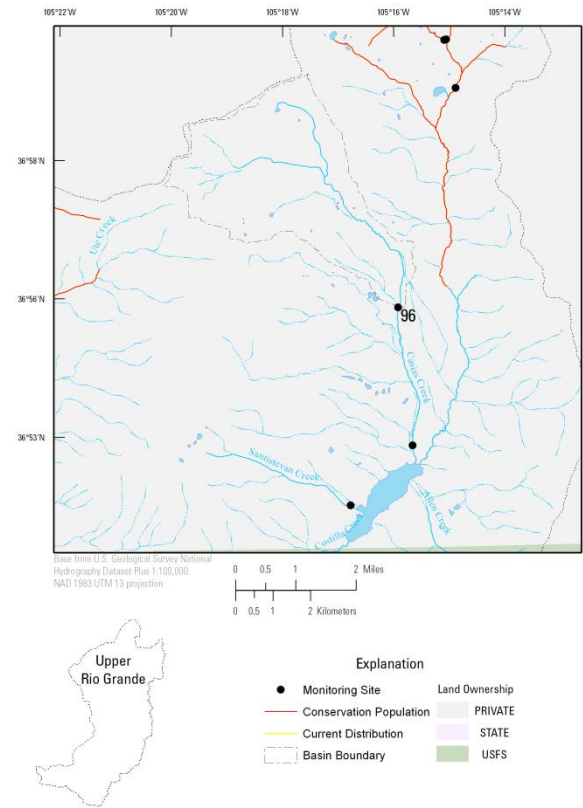 105°22'W 105°20'W 105°18'W 105°16'W 105°14'W
36°58'N
Ute Creek
36°56'N
96
Casias Creek
36°53'N
Santistevan Creek
Allen Creek
Costilla Creek
Base from U.S. Geological Survey National
Hydrography Dataset Plus 1:100,000.
NAD 1983 UTM 13 projection.
0 0.5 1 2 Miles
0 0.5 1 2 Kilometers
Upper
Rio Grande
Explanation
Monitoring Site
Conservation Population
Current Distribution
Basin Boundary
Land Ownership
PRIVATE
STATE
USFS